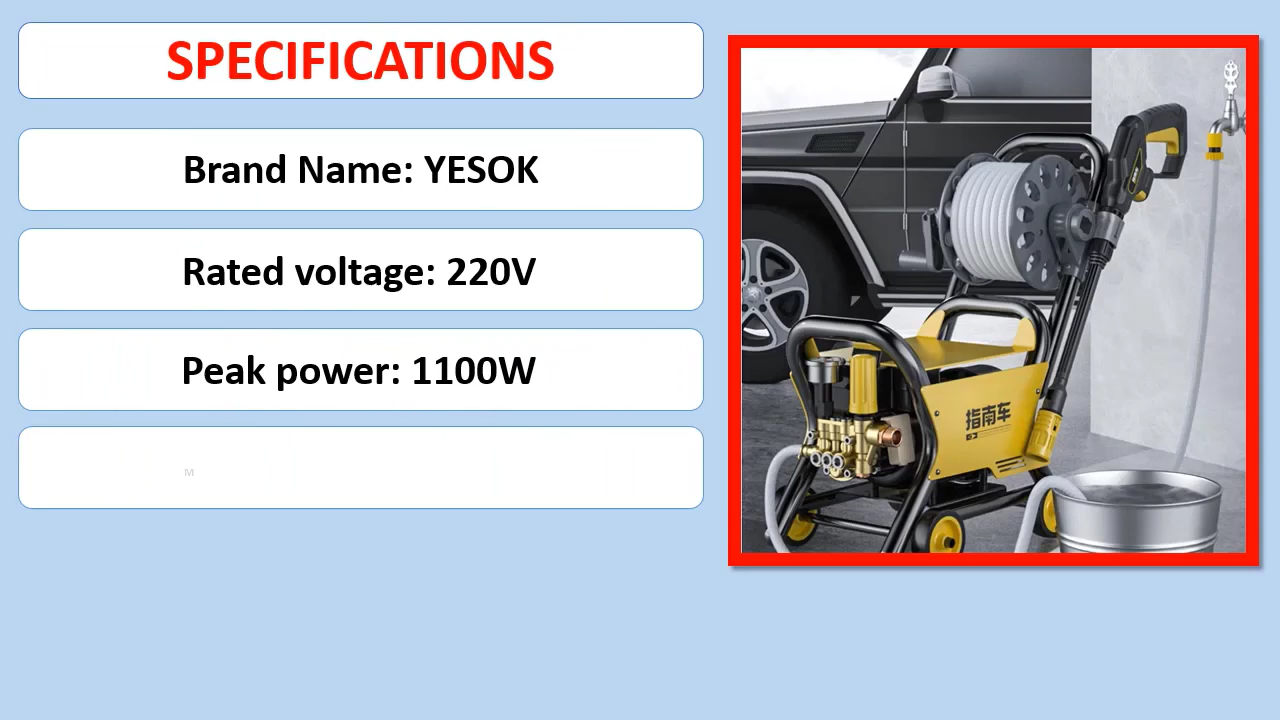 SPECIFICATIONS
Brand Name: YESOK
Rated voltage: 220V
Peak power: 1100W
M
指南车